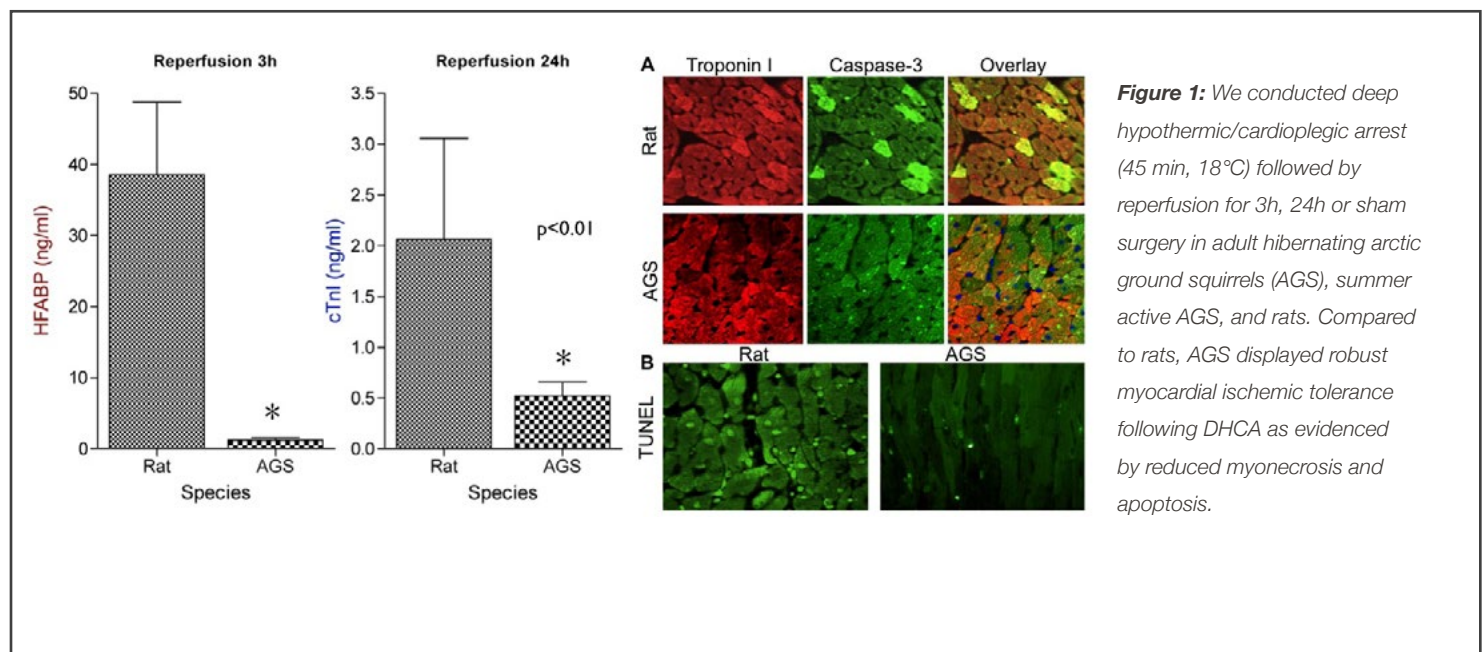 Reperfusion 3h
50
40
30
20
10
0
HFABP (ng/ml)
*
Rat
AGS
Species
Reperfusion 24h
3.5
3.0
2.5
2.0
1.5
1.0
0.5
0.0
cTnI (ng/ml)
p<0.01
*
Rat
AGS
Species
A
Troponin I
Caspase-3
Overlay
Rat
AGS
B
Rat
AGS
TUNEL
Figure 1: We conducted deep
hypothermic/cardioplegic arrest
(45 min, 18°C) followed by
reperfusion for 3h, 24h or sham
surgery in adult hibernating arctic
ground squirrels (AGS), summer
active AGS, and rats. Compared
to rats, AGS displayed robust
myocardial ischemic tolerance
following DHCA as evidenced
by reduced myonecrosis and
apoptosis.